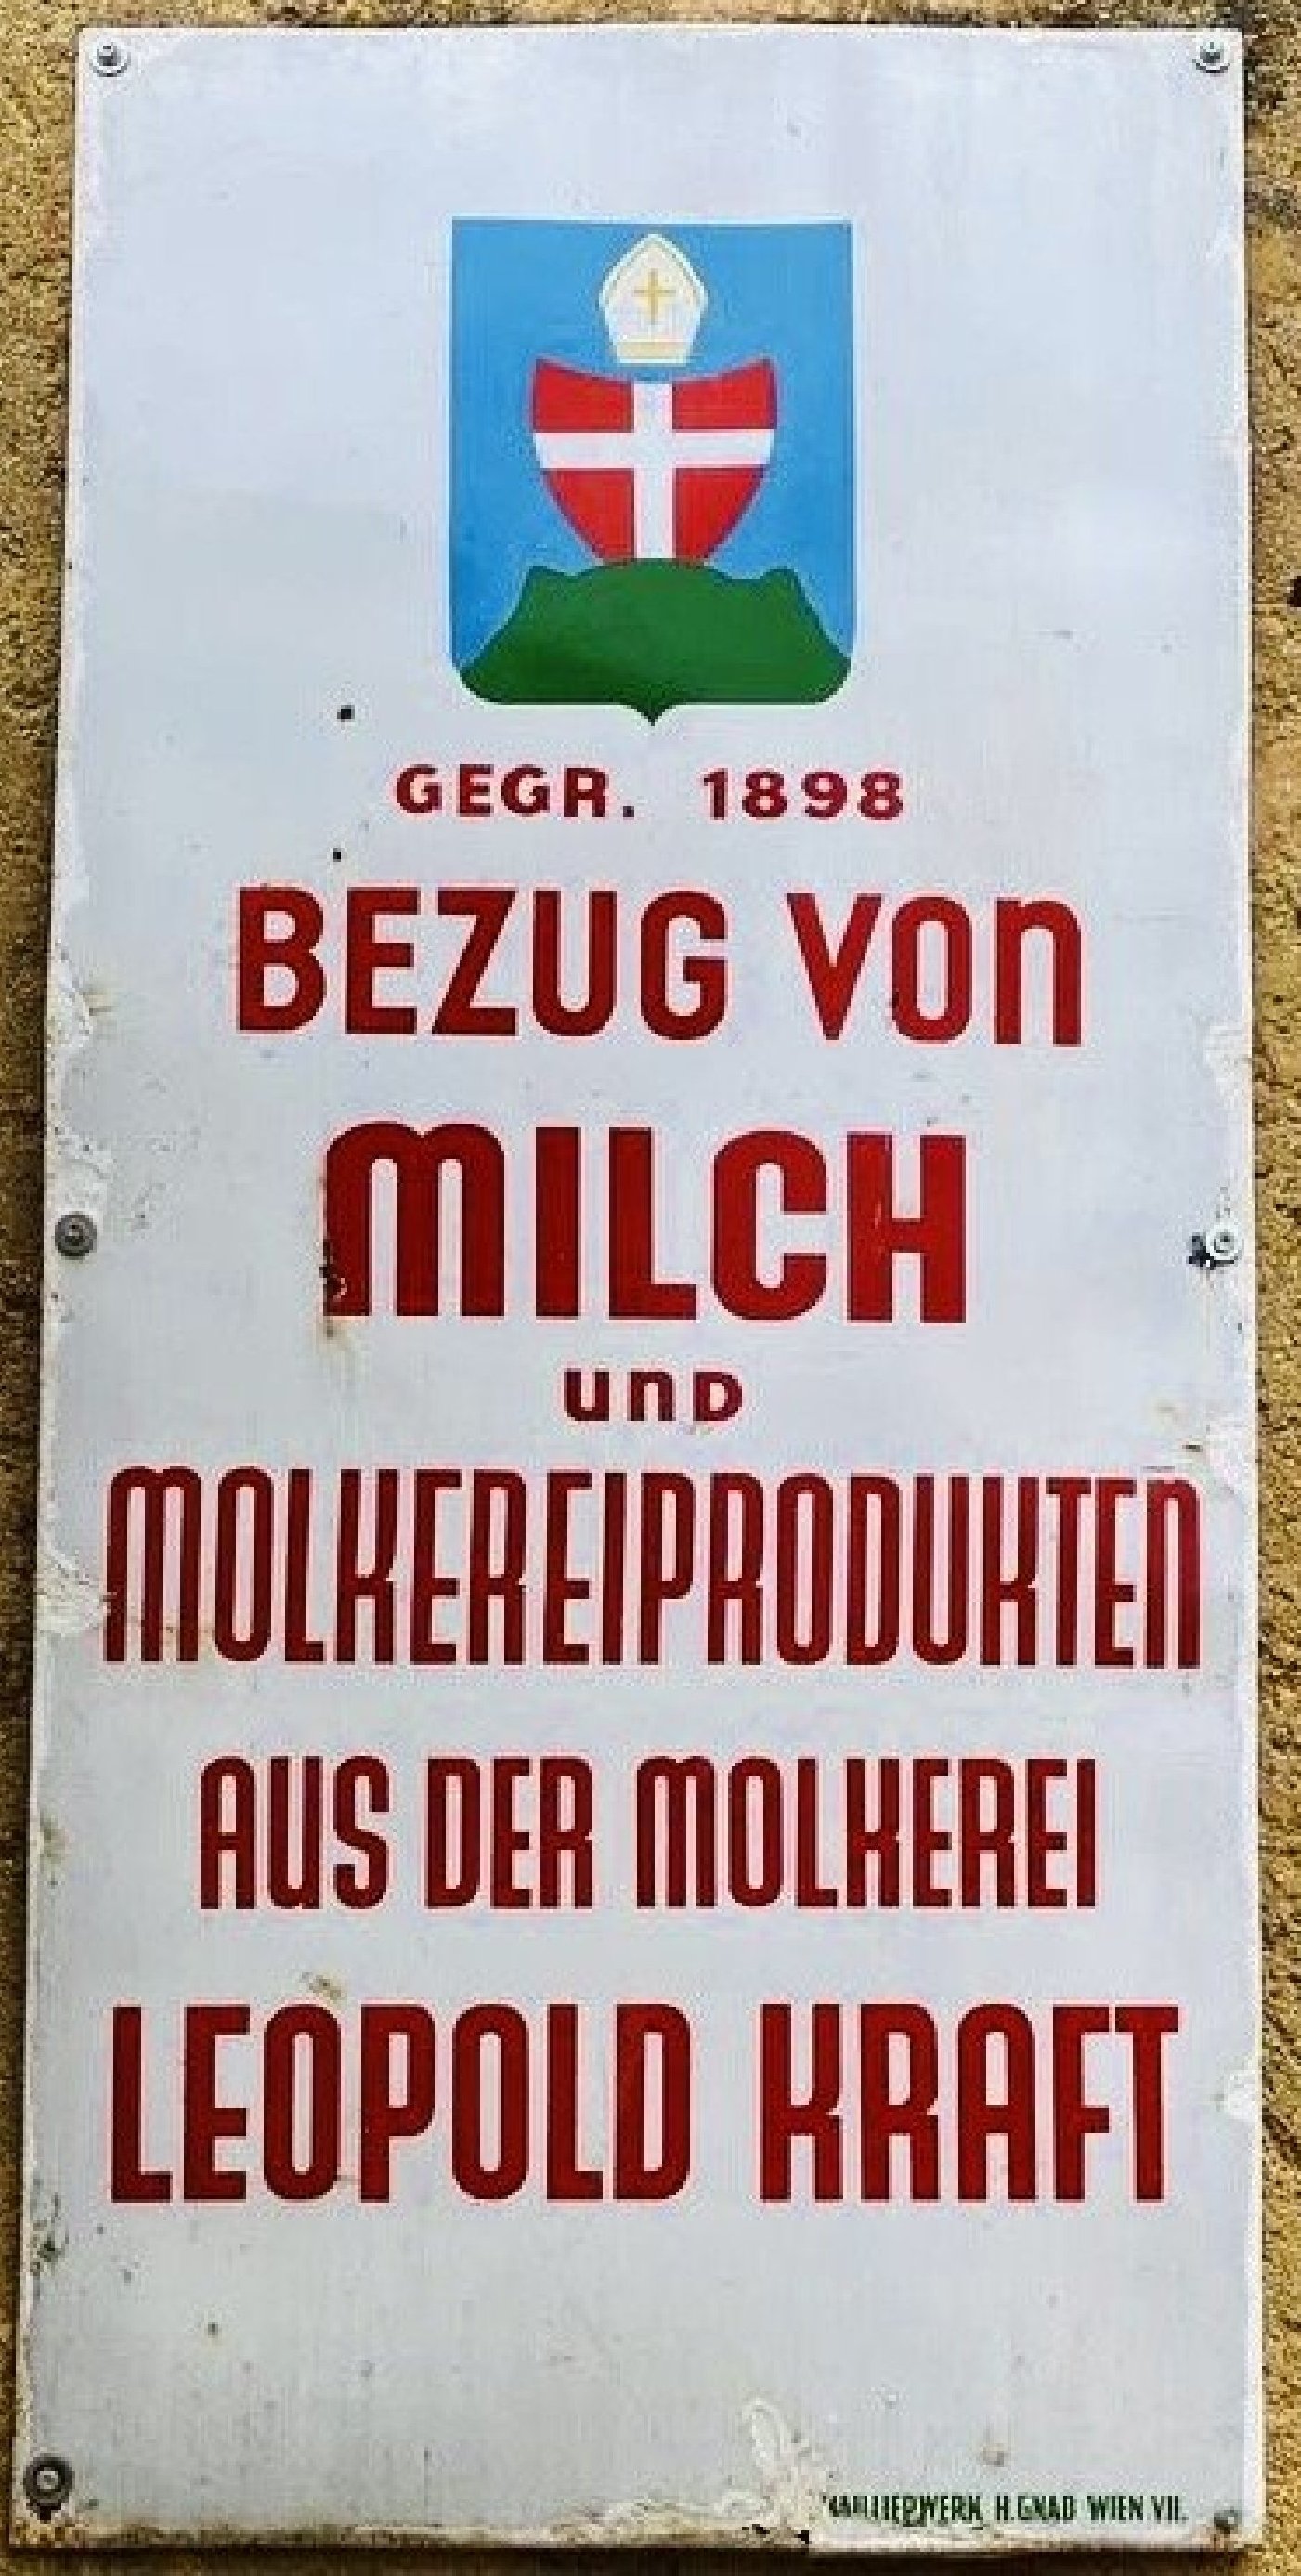 GEGR. 1898
BEZUG von
MILCH
und
MOLKEREIPRODUKTEN
AUS DER MOLKEREI
LEOPOLD KRAFT
H. GNAD WIEN VII.